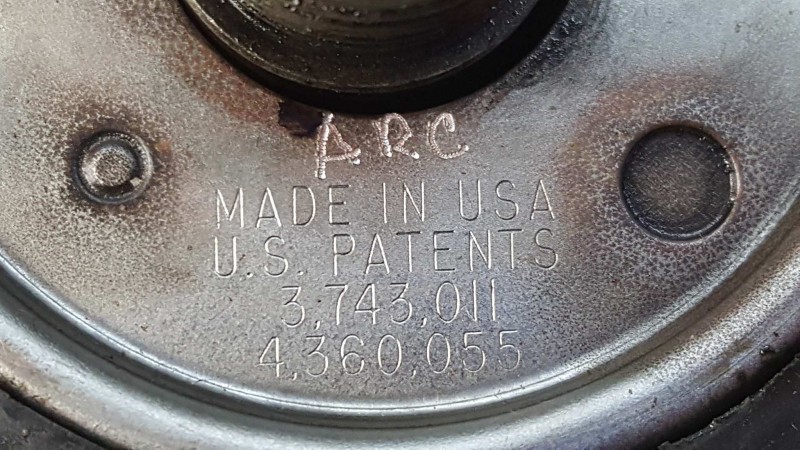 ARC
MADE IN USA
U.S. PATENTS
3,743,011
4,360,055